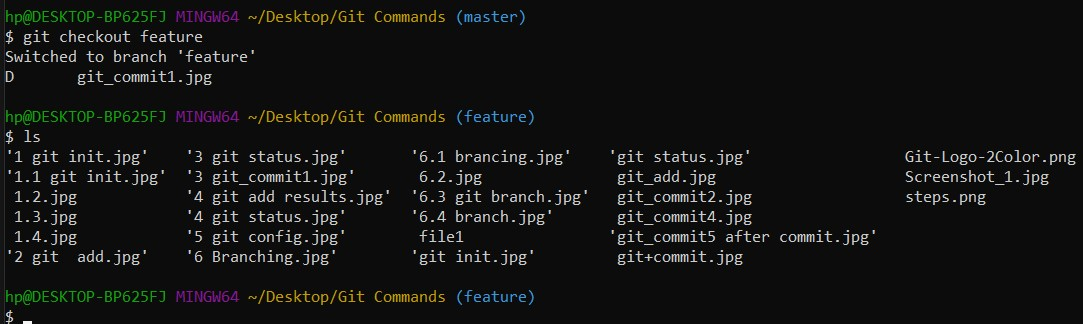 hp@DESKTOP-BP625FJ MINGW64 ~/Desktop/Git Commands (master)
$ git checkout feature
Switched to branch 'feature'
D       git_commit1.jpg
hp@DESKTOP-BP625FJ MINGW64 ~/Desktop/Git Commands (feature)
$ ls
'1 git init.jpg'    '3 git status.jpg'      '6.1 brancing.jpg'    'git status.jpg'                Git-Logo-2Color.png
'1.1 git init.jpg'  '3 git_commit1.jpg'      6.2.jpg               git_add.jpg                    Screenshot_1.jpg
 1.2.jpg            '4 git add results.jpg' '6.3 git branch.jpg'   git_commit2.jpg                steps.png
 1.3.jpg            '4 git status.jpg'      '6.4 branch.jpg'       git_commit4.jpg
 1.4.jpg            '5 git config.jpg'       file1                'git_commit5 after commit.jpg'
'2 git  add.jpg'    '6 Branching.jpg'       'git init.jpg'         git+commit.jpg
hp@DESKTOP-BP625FJ MINGW64 ~/Desktop/Git Commands (feature)
$